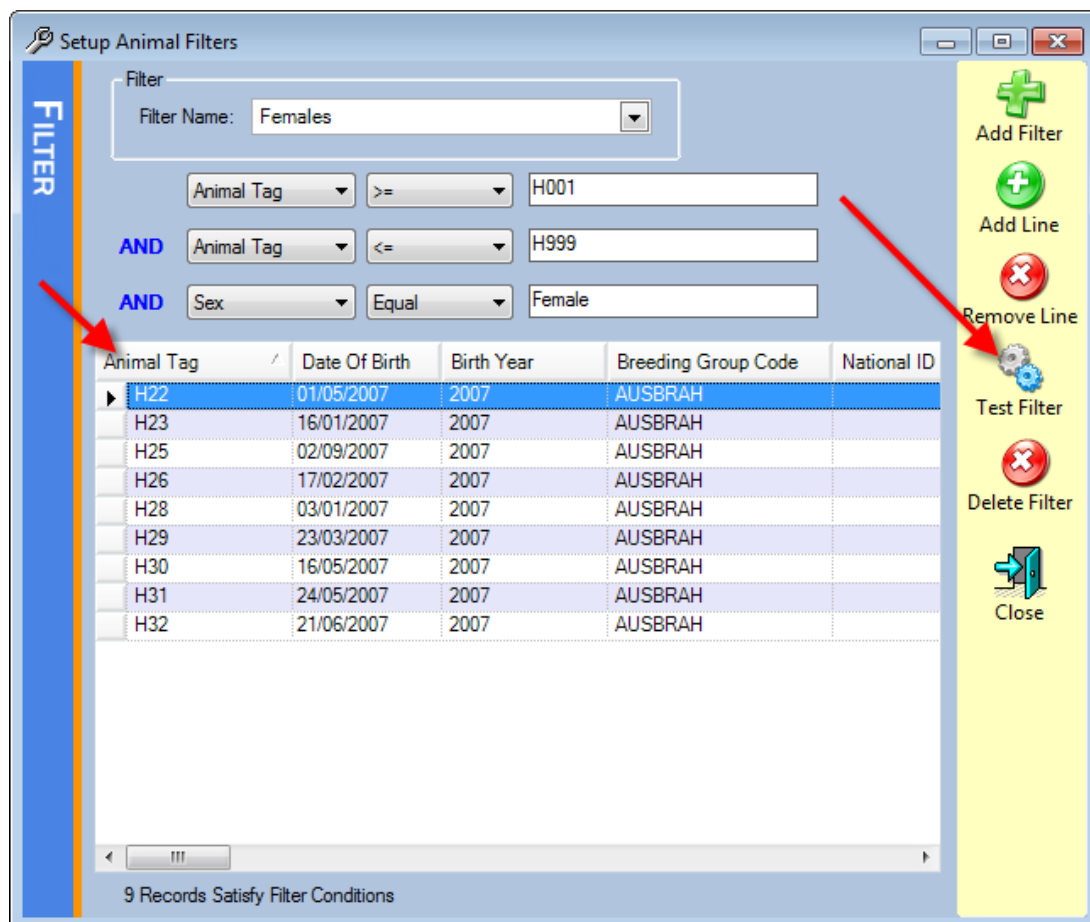 Setup Animal Filters
FILTER
Filter
Filter Name: Females
Animal Tag >= H001
AND Animal Tag <= H999
AND Sex Equal Female
Animal Tag Date Of Birth Birth Year Breeding Group Code National ID
H22 01/05/2007 2007 AUSBRAH
H23 16/01/2007 2007 AUSBRAH
H25 02/09/2007 2007 AUSBRAH
H26 17/02/2007 2007 AUSBRAH
H28 03/01/2007 2007 AUSBRAH
H29 23/03/2007 2007 AUSBRAH
H30 16/05/2007 2007 AUSBRAH
H31 24/05/2007 2007 AUSBRAH
H32 21/06/2007 2007 AUSBRAH
9 Records Satisfy Filter Conditions
Add Filter
Add Line
Remove Line
Test Filter
Delete Filter
Close